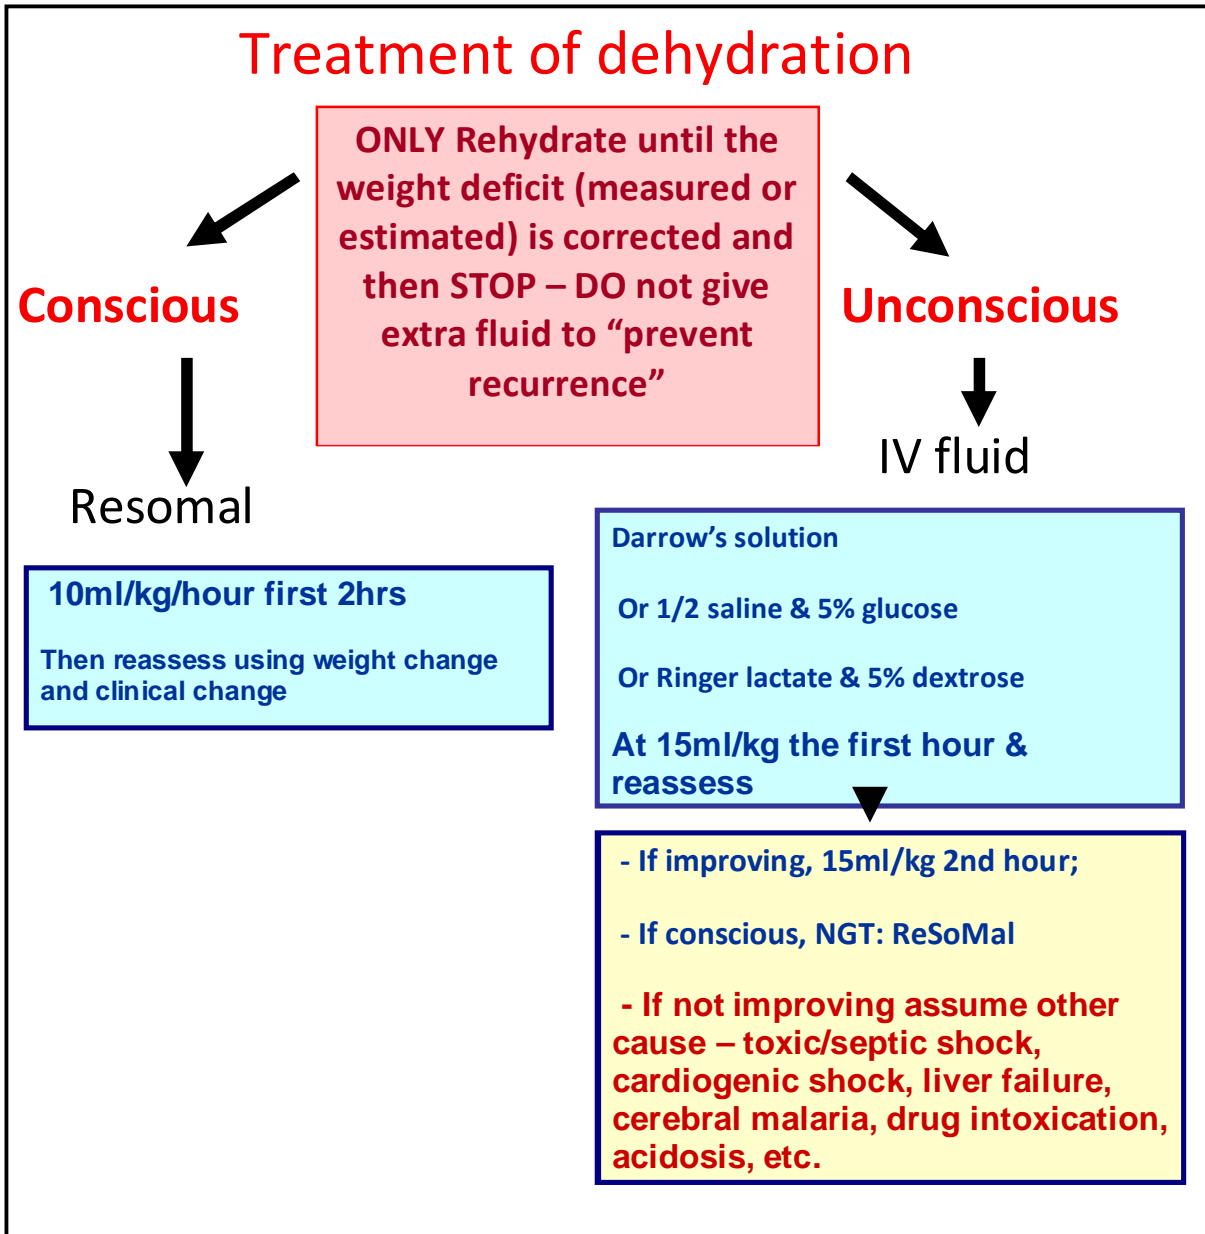 Treatment of dehydration
ONLY Rehydrate until the
weight deficit (measured or
estimated) is corrected and
then STOP – DO not give
extra fluid to “prevent
recurrence”
Conscious
Unconscious
Resomal
IV fluid
10ml/kg/hour first 2hrs
Then reassess using weight change
and clinical change
Darrow’s solution
Or 1/2 saline & 5% glucose
Or Ringer lactate & 5% dextrose
At 15ml/kg the first hour &
reassess
- If improving, 15ml/kg 2nd hour;
- If conscious, NGT: ReSoMal
- If not improving assume other
cause – toxic/septic shock,
cardiogenic shock, liver failure,
cerebral malaria, drug intoxication,
acidosis, etc.